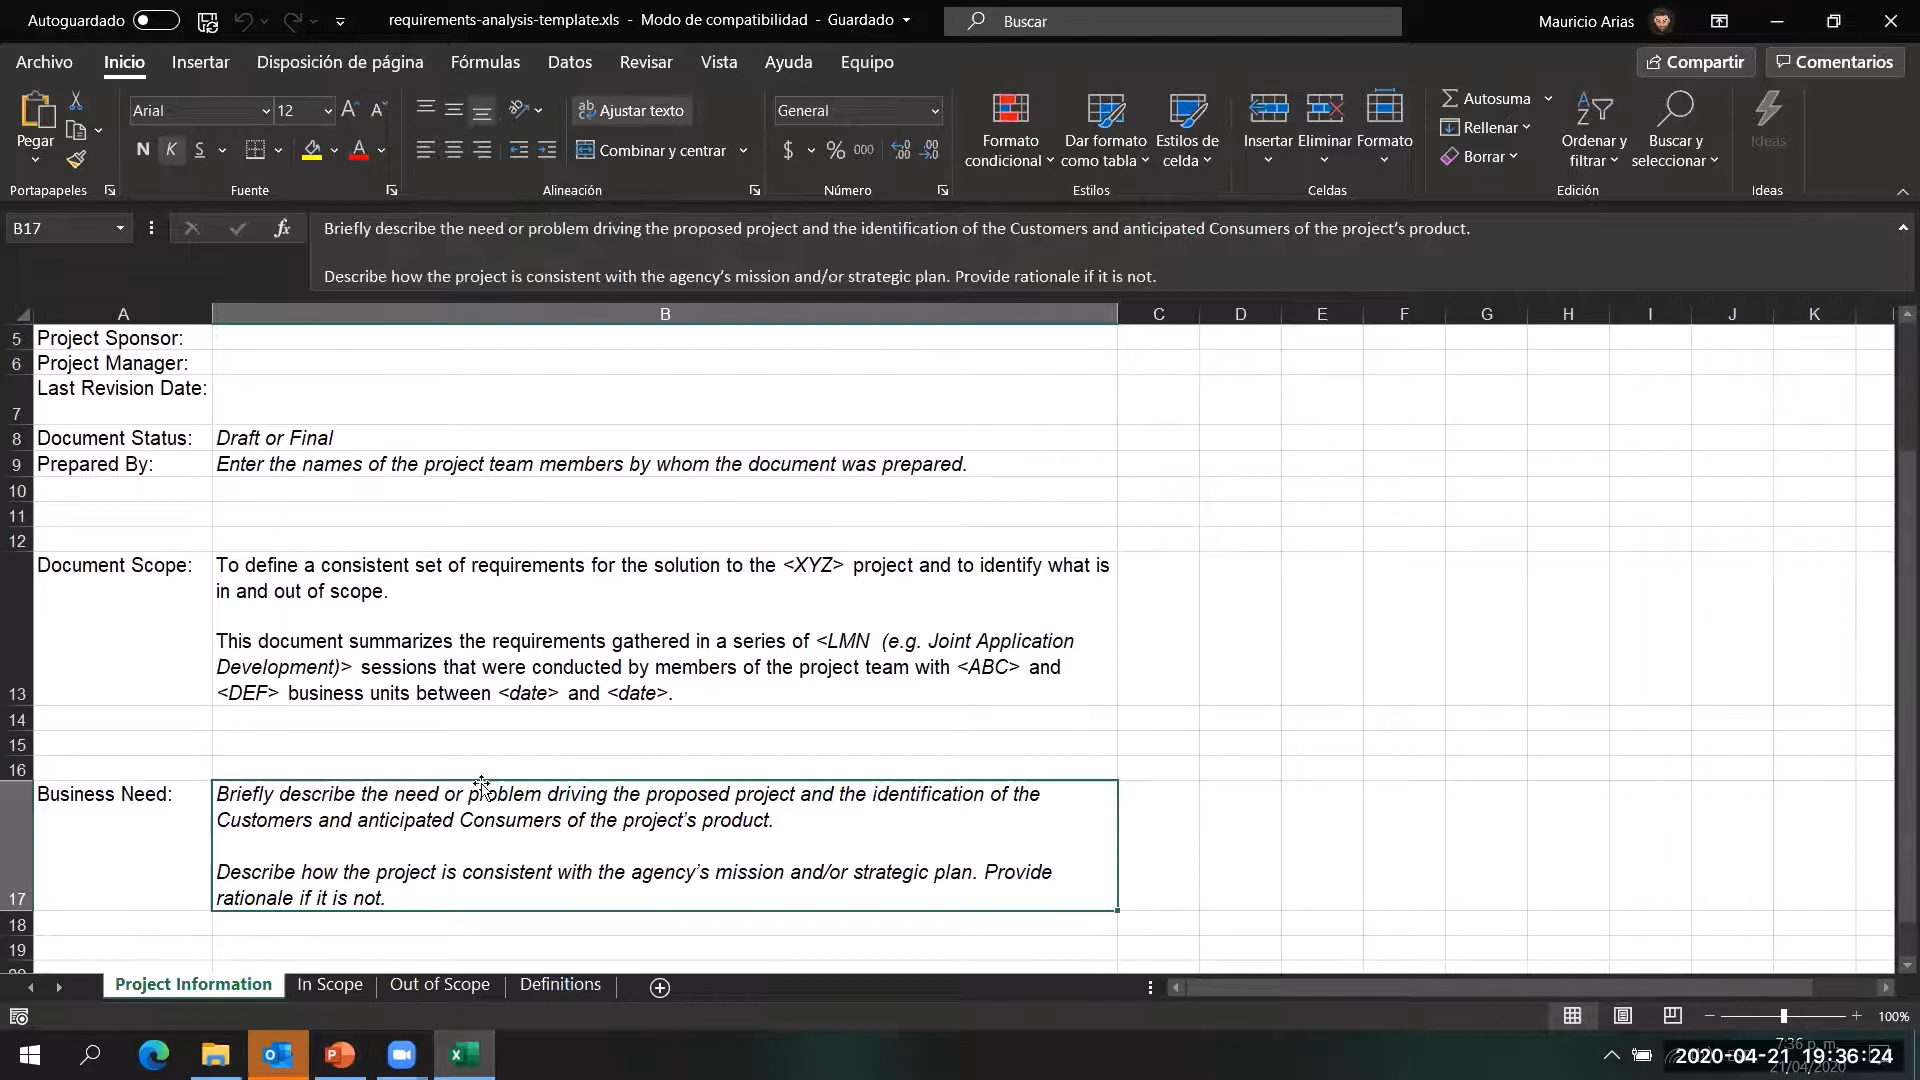 Autoguardado
requirements-analysis-template.xls - Modo de compatibilidad - Guardado
Buscar
Mauricio Arias
Archivo Inicio Insertar Disposición de página Fórmulas Datos Revisar Vista Ayuda Equipo
Compartir Comentarios
Pegar
Portapapeles
Arial 12
N K S
Fuente
Ajustar texto
Combinar y centrar
Alineación
General
$ % 000
Número
Formato condicional
Dar formato como tabla
Estilos de celda
Estilos
Insertar Eliminar Formato
Celdas
Autosuma
Rellenar
Borrar
Ordenar y filtrar
Buscar y seleccionar
Edición
Ideas
Ideas
B17
fx
Briefly describe the need or problem driving the proposed project and the identification of the Customers and anticipated Consumers of the project’s product.
Describe how the project is consistent with the agency’s mission and/or strategic plan. Provide rationale if it is not.
A B C D E F G H I J K
5 Project Sponsor:
6 Project Manager:
7 Last Revision Date:
8 Document Status: Draft or Final
9 Prepared By: Enter the names of the project team members by whom the document was prepared.
10
11
12
13 Document Scope: To define a consistent set of requirements for the solution to the <XYZ> project and to identify what is
in and out of scope.
This document summarizes the requirements gathered in a series of <LMN (e.g. Joint Application
Development)> sessions that were conducted by members of the project team with <ABC> and
<DEF> business units between <date> and <date>.
14
15
16
17 Business Need: Briefly describe the need or problem driving the proposed project and the identification of the
Customers and anticipated Consumers of the project’s product.
Describe how the project is consistent with the agency’s mission and/or strategic plan. Provide
rationale if it is not.
18
19
Project Information In Scope Out of Scope Definitions
100%
7:36 p. m.
2020-04-21 19:36:24
21/04/2020